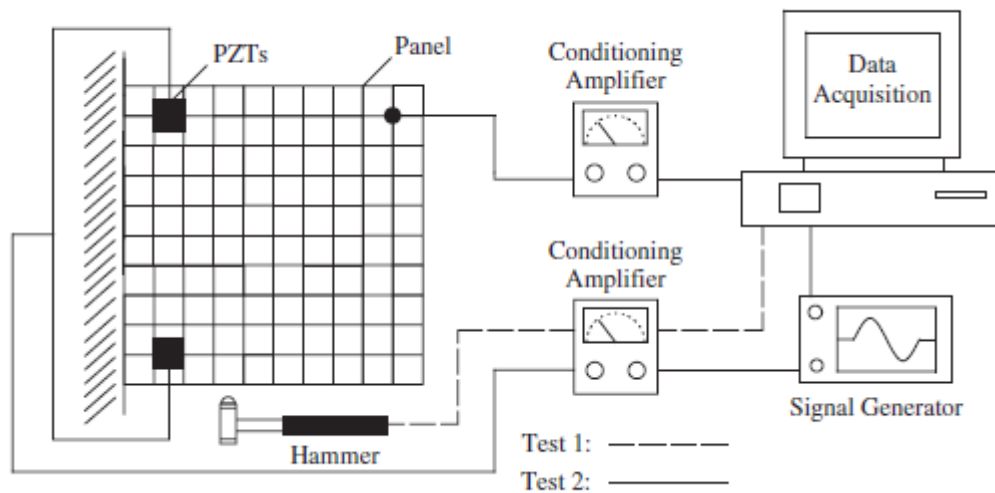 PZTs
Panel
Conditioning
Amplifier
Data
Acquisition
Conditioning
Amplifier
Signal Generator
Hammer
Test 1:
Test 2: